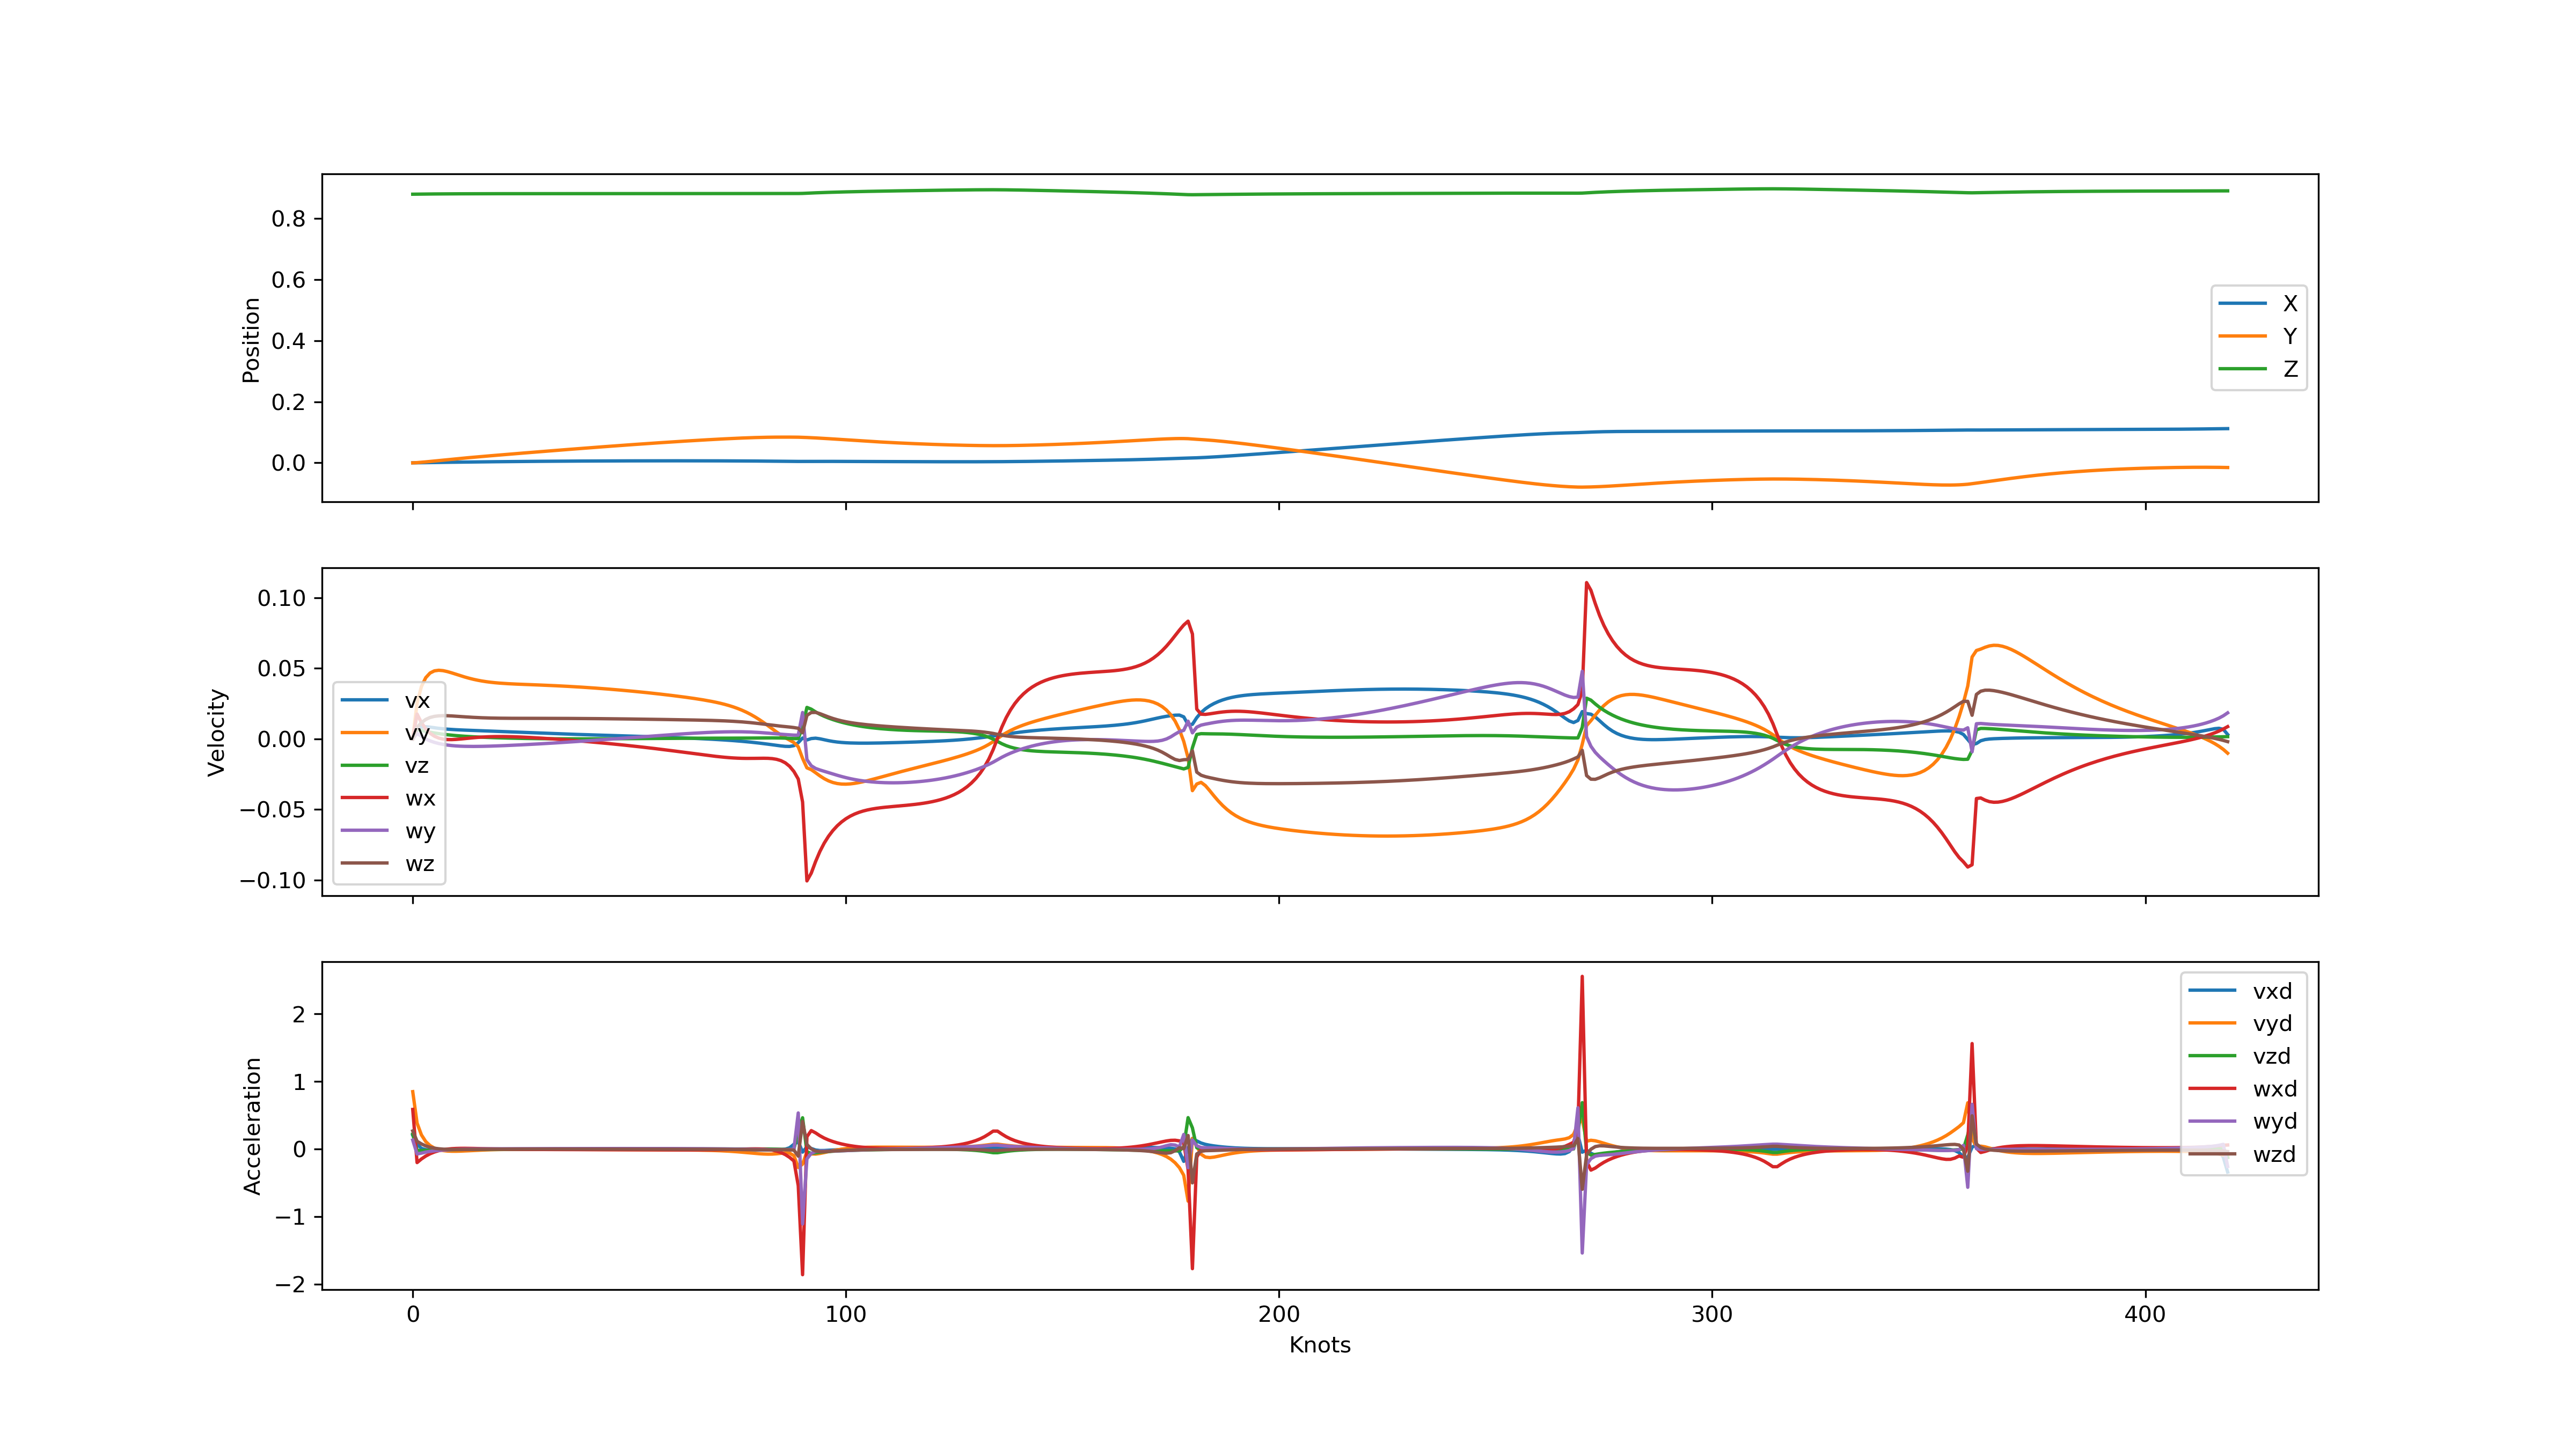 Position
0.8
0.6
0.4
0.2
0.0
X
Y
Z
Velocity
0.10
0.05
0.00
−0.05
−0.10
vx
vy
vz
wx
wy
wz
Acceleration
2
1
0
−1
−2
vxd
vyd
vzd
wxd
wyd
wzd
0 100 200 300 400
Knots